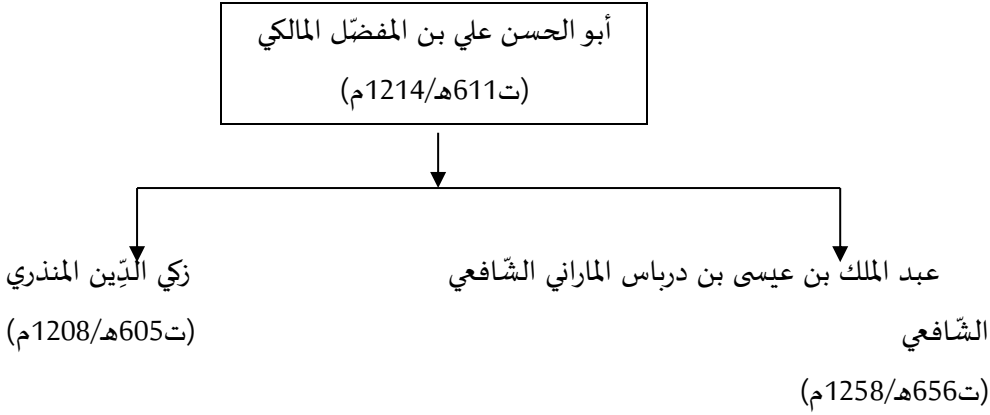 أبو الحسن علي بن المفضّل المالكي
(ت611هـ/1214م)
عبد الملك بن عيسى بن درباس الماراني الشّافعي زكي الدِّين المنذري
الشّافعي (ت605هـ/1208م)
(ت656هـ/1258م)